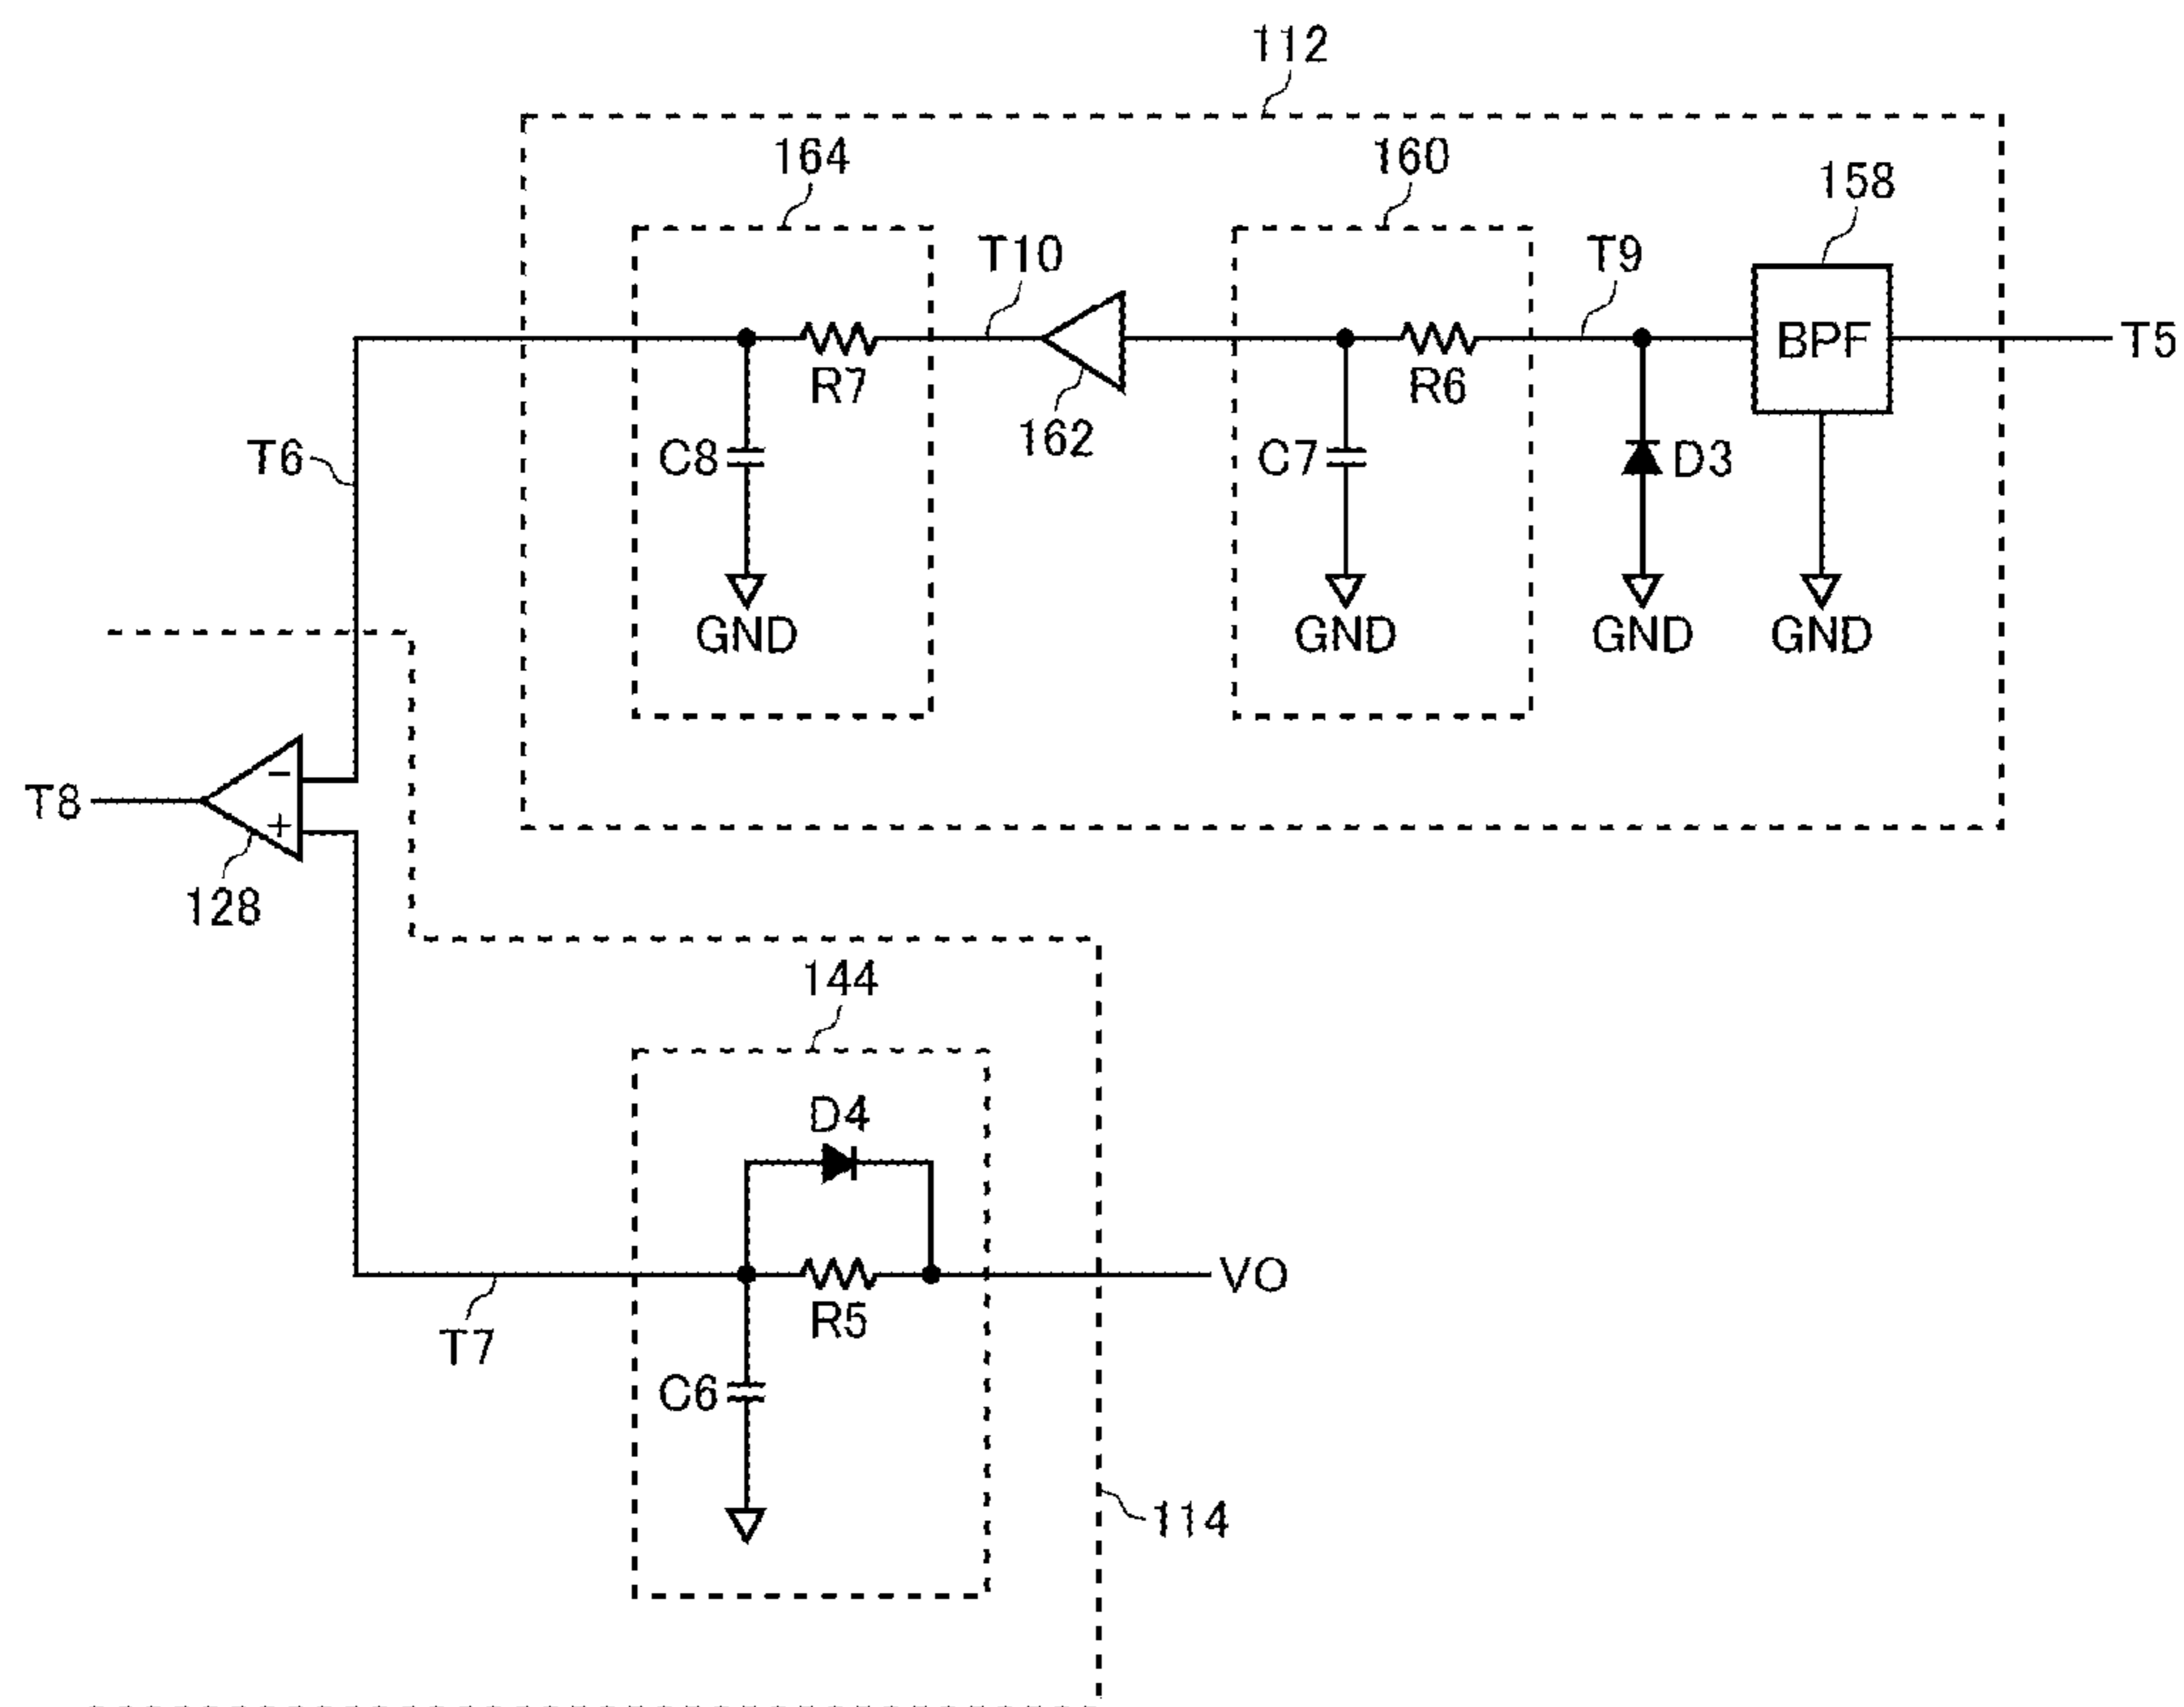 112
164
160
158
T10
T9
BPF
T5
R7
R6
162
T6
C8
C7
D3
GND
GND
GND
GND
T8
−
+
128
144
D4
VO
R5
T7
C6
114